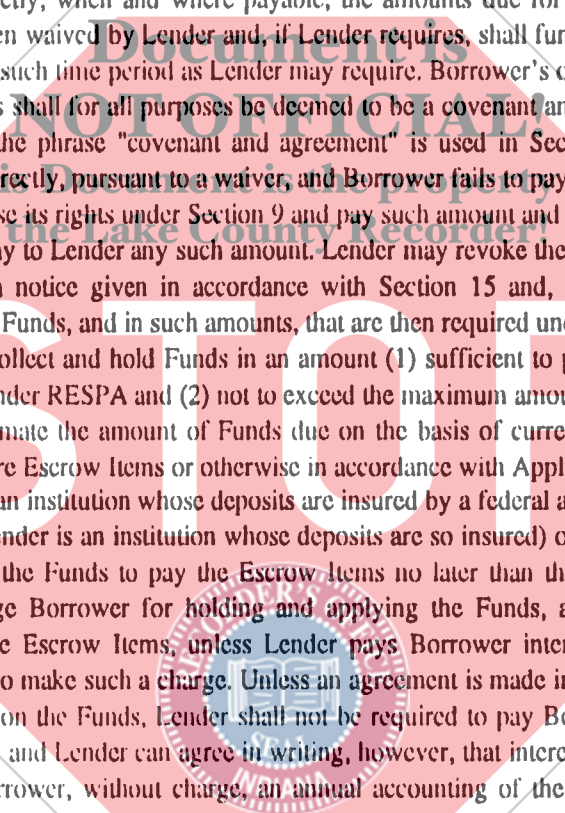 ectly, when and where payable, the amounts due for
en waived by Lender and, if Lender requires, shall fur
Document is
such time period as Lender may require. Borrower's o
s shall for all purposes be deemed to be a covenant an
NOT OFFICIAL!
the phrase "covenant and agreement" is used in Sec
rectly, pursuant to a waiver, and Borrower fails to pay
is Document is the property
se its rights under Section 9 and pay such amount and
the Lake County Recorder!
ay to Lender any such amount. Lender may revoke the
notice given in accordance with Section 15 and,
Funds, and in such amounts, that are then required un
STOP
ollect and hold Funds in an amount (1) sufficient to p
nder RESPA and (2) not to exceed the maximum amou
mate the amount of Funds due on the basis of curre
re Escrow Items or otherwise in accordance with Appl
an institution whose deposits are insured by a federal a
ender is an institution whose deposits are so insured) o
the Funds to pay the Escrow Items no later than th
ge Borrower for holding and applying the Funds, a
e Escrow Items, unless Lender pays Borrower inter
o make such a charge. Unless an agreement is made in
on the Funds, Lender shall not be required to pay Bo
and Lender can agree in writing, however, that intere
rrower, without charge, an annual accounting of the
SEAL
INDIANA